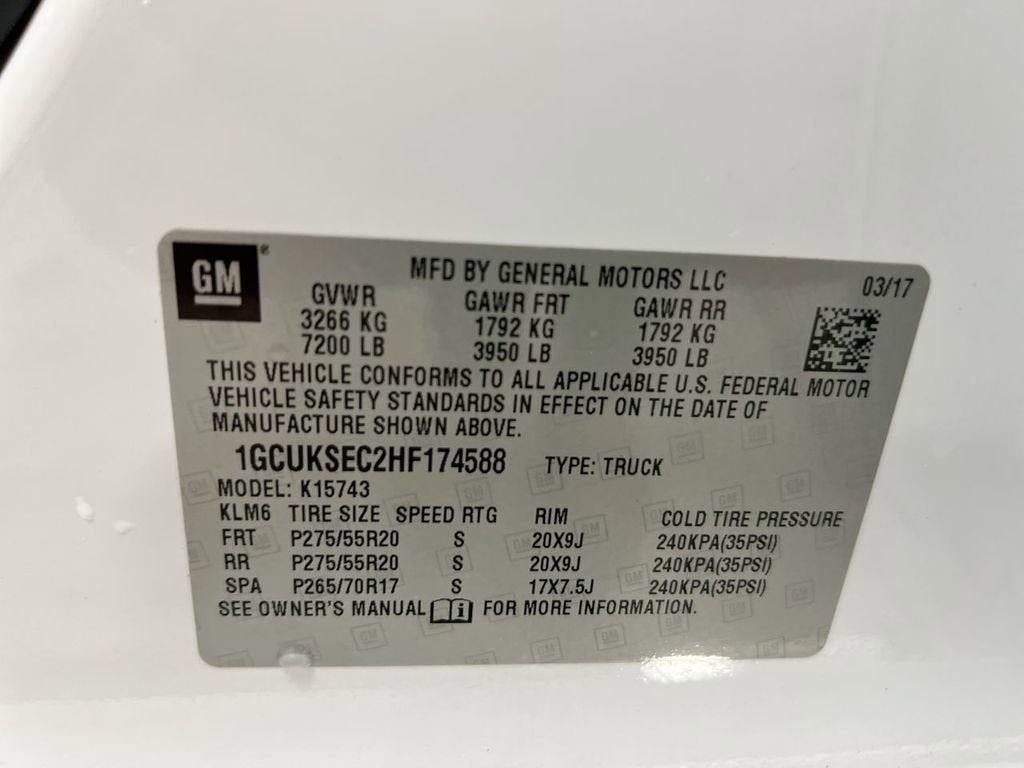 GM®
MFD BY GENERAL MOTORS LLC 03/17
GVWR GAWR FRT GAWR RR
3266 KG 1792 KG 1792 KG
7200 LB 3950 LB 3950 LB
THIS VEHICLE CONFORMS TO ALL APPLICABLE U.S. FEDERAL MOTOR
VEHICLE SAFETY STANDARDS IN EFFECT ON THE DATE OF
MANUFACTURE SHOWN ABOVE.
1GCUKSEC2HF174588 TYPE: TRUCK
MODEL: K15743
KLM6 TIRE SIZE SPEED RTG RIM COLD TIRE PRESSURE
FRT P275/55R20 S 20X9J 240KPA(35PSI)
RR P275/55R20 S 20X9J 240KPA(35PSI)
SPA P265/70R17 S 17X7.5J 240KPA(35PSI)
SEE OWNER'S MANUAL i FOR MORE INFORMATION.